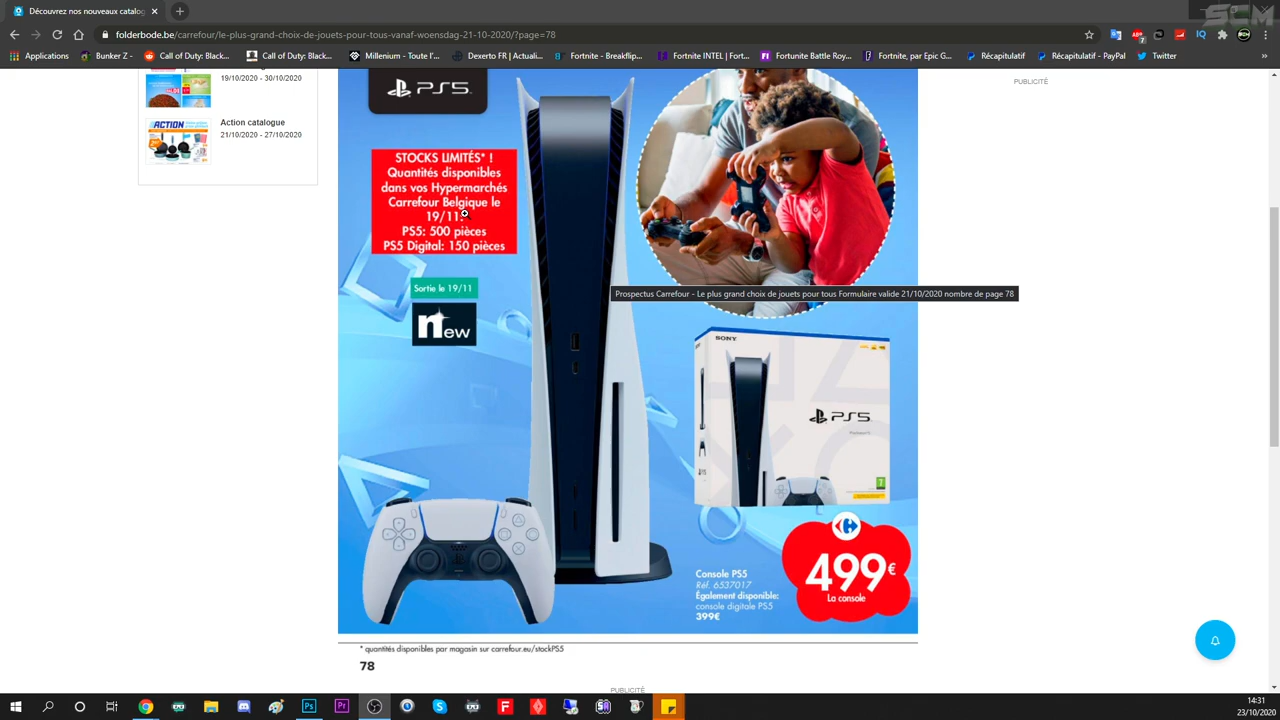 Découvrez nouveau catalog
folderbode.be/carrefour/le-plus-grand-choix-de-jouets-pour-tous-vanaf-woensdag-21-10-2020/?page=78
Applications
Bunker Z -
Call of Duty: Black...
Call of Duty: Black...
Millenium - Toute l'...
Dexerto FR | Actuali...
Fortnite - Breakflip...
Fortnite INTEL | Fort...
Fortunite Battle Roy...
Fortnite, par Epic G...
Récapitulatif
Récapitulatif - PayPal
Twitter
»
19/10/2020 - 30/10/2020
Action catalogue
21/10/2020 - 27/10/2020
ACTION
PUBLICITÉ
PS5
STOCKS LIMITÉS* !
Quantités disponibles
dans vos Hypermarchés
Carrefour Belgique le
19/11:
PS5: 500 pièces
PS5 Digital: 150 pièces
Sortie le 19/11
new
Prospectus Carrefour - Le plus grand choix de jouets pour tous Formulaire valide 21/10/2020 nombre de page 78
SONY
PS5
7
499€
La console
Console PS5
Réf. 6537017
Également disponible:
console digitale PS5
399€
* quantités disponibles par magasin sur carrefour.eu/stockPS5
78
PUBLICITÉ
14:31
23/10/2020